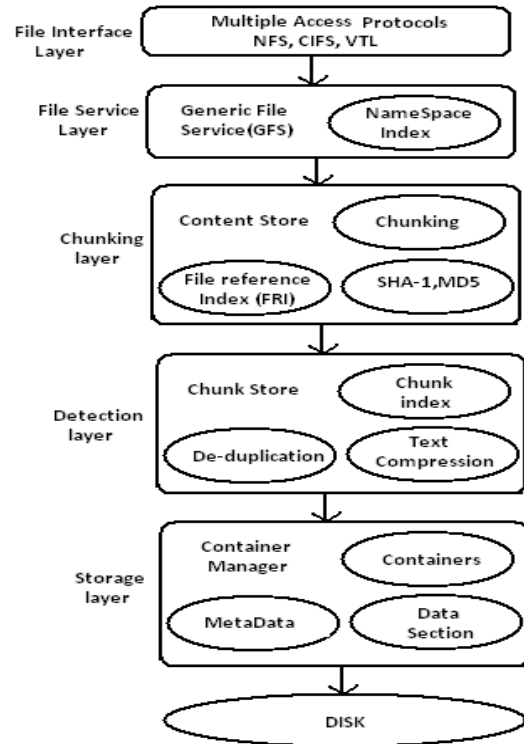 File Interface
Layer
Multiple Access Protocols
NFS, CIFS, VTL
File Service
Layer
Generic File
Service(GFS)
NameSpace
Index
Chunking
layer
Content Store
Chunking
File reference
Index (FRI)
SHA-1,MD5
Detection
layer
Chunk Store
Chunk
index
De-duplication
Text
Compression
Storage
layer
Container
Manager
Containers
MetaData
Data
Section
DISK